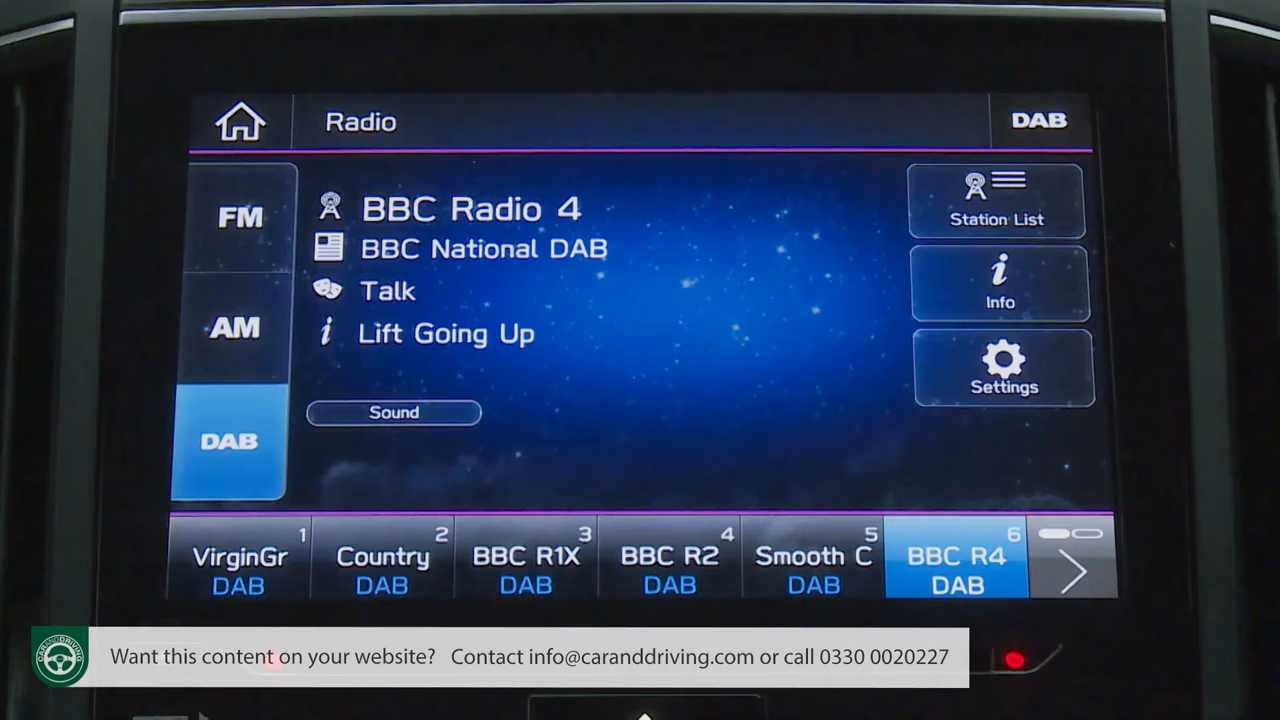 Radio
DAB
FM
AM
DAB
BBC Radio 4
BBC National DAB
Talk
Lift Going Up
Sound
Station List
Info
Settings
1 2 3 4 5 6
VirginGr Country BBC R1X BBC R2 Smooth C BBC R4
DAB DAB DAB DAB DAB DAB
CARANDDRIVING
Want this content on your website? Contact info@caranddriving.com or call 0330 0020227